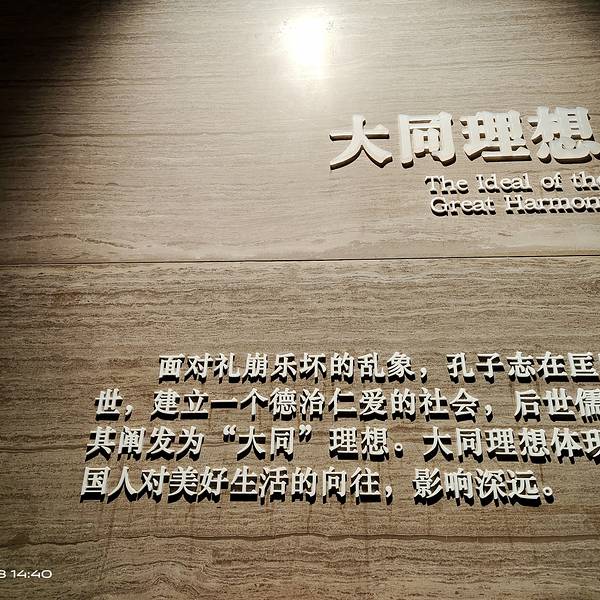 大同理想
The Ideal of the
Great Harmon
面对礼崩乐坏的乱象，孔子志在匡
世，建立一个德治仁爱的社会，后世儒
其阐发为“大同”理想。大同理想体现
国人对美好生活的向往，影响深远。
8 14:40